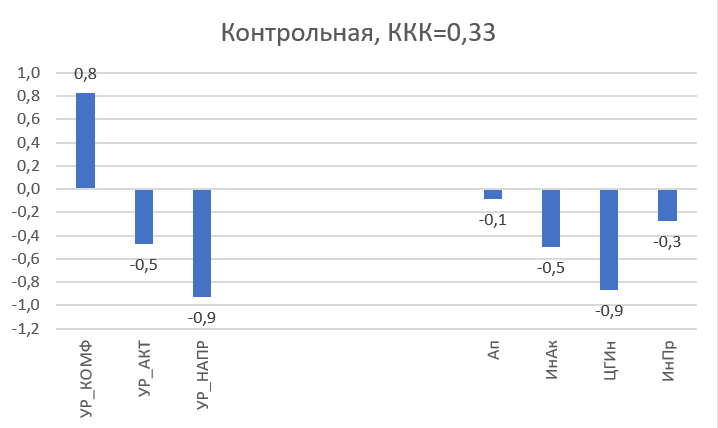 Контрольная, ККК=0,33
1,0
0,8
0,6
0,4
0,2
0,0
-0,2
-0,4
-0,6
-0,8
-1,0
-1,2
0,8
-0,5
-0,9
-0,1
-0,5
-0,9
-0,3
УР_КОМФ
УР_АКТ
УР_НАПР
Ап
ИнАк
ЦГИн
ИнПр